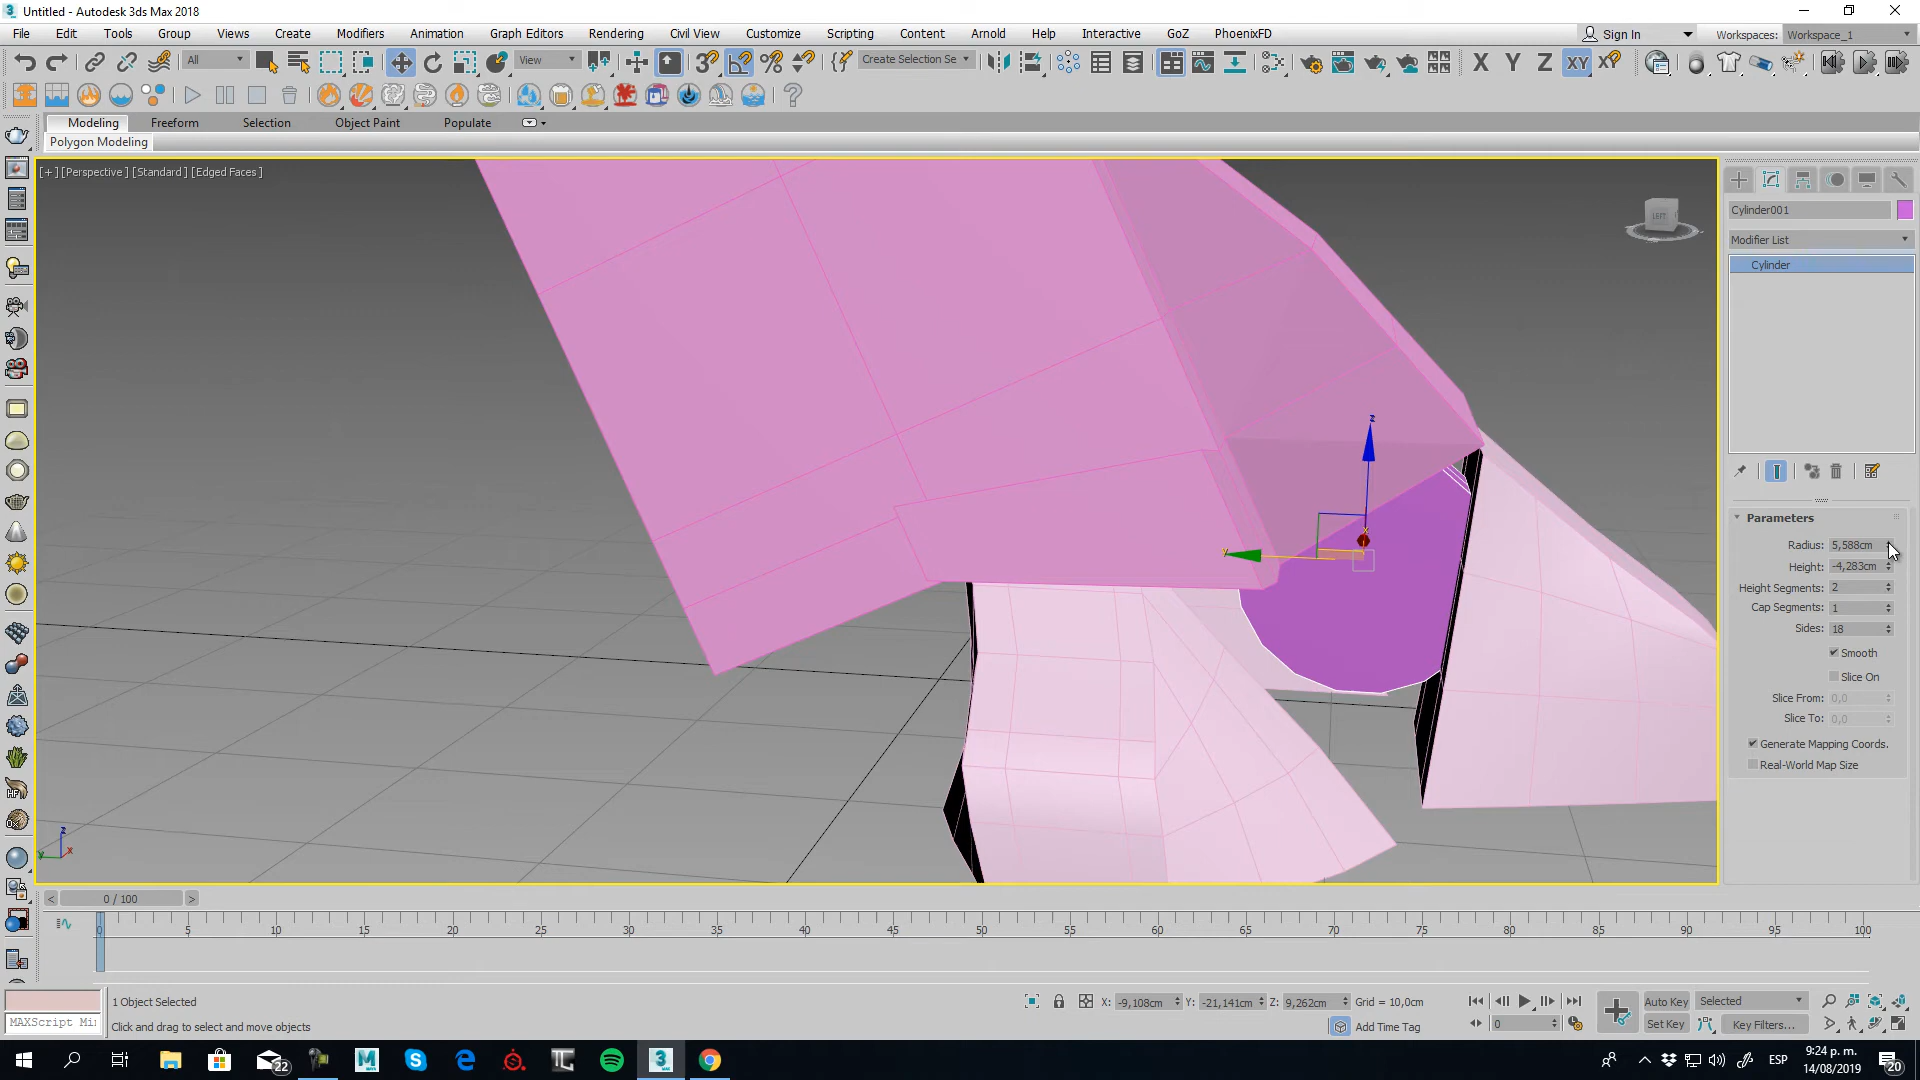 Untitled - Autodesk 3ds Max 2018
File Edit Tools Group Views Create Modifiers Animation Graph Editors Rendering Civil View Customize Scripting Content Arnold Help Interactive GoZ PhoenixFD Sign In Workspaces: Workspace_1
All View Create Selection Se X Y Z XY XY
Modeling Freeform Selection Object Paint Populate
Polygon Modeling
[+] [Perspective ] [Standard ] [Edged Faces ]
LEFT
Cylinder001
Modifier List
Cylinder
Parameters
Radius: 5,588cm
Height: -4,283cm
Height Segments: 2
Cap Segments: 1
Sides: 18
Smooth
Slice On
Slice From: 0,0
Slice To: 0,0
Generate Mapping Coords.
Real-World Map Size
z
y
x
z
y
x
< 0 / 100 >
0 5 10 15 20 25 30 35 40 45 50 55 60 65 70 75 80 85 90 95 100
1 Object Selected X: -9,108cm Y: -21,141cm Z: 9,262cm Grid = 10,0cm Auto Key Selected
MAXScript Mi Click and drag to select and move objects Add Time Tag 0 Set Key Key Filters...
22 ESP 9:24 p. m.
14/08/2019 20